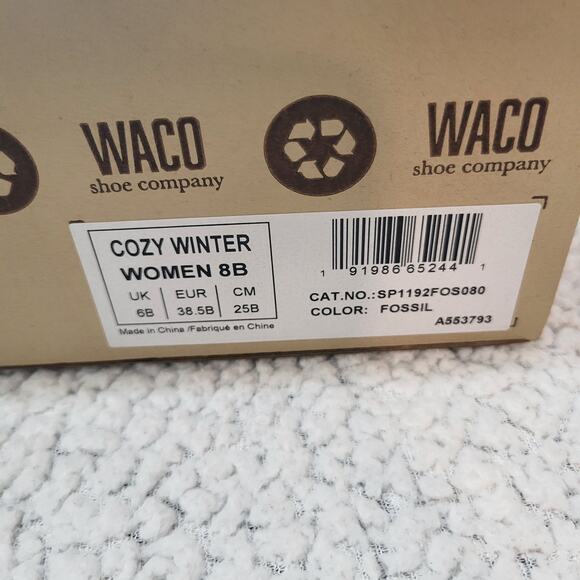 WACO
shoe company
WACO
shoe company
COZY WINTER
WOMEN 8B
UK EUR CM
6B 38.5B 25B
Made in China /Fabriqué en Chine
1 91986 65244 1
CAT.NO.:SP1192FOS080
COLOR: FOSSIL
A553793